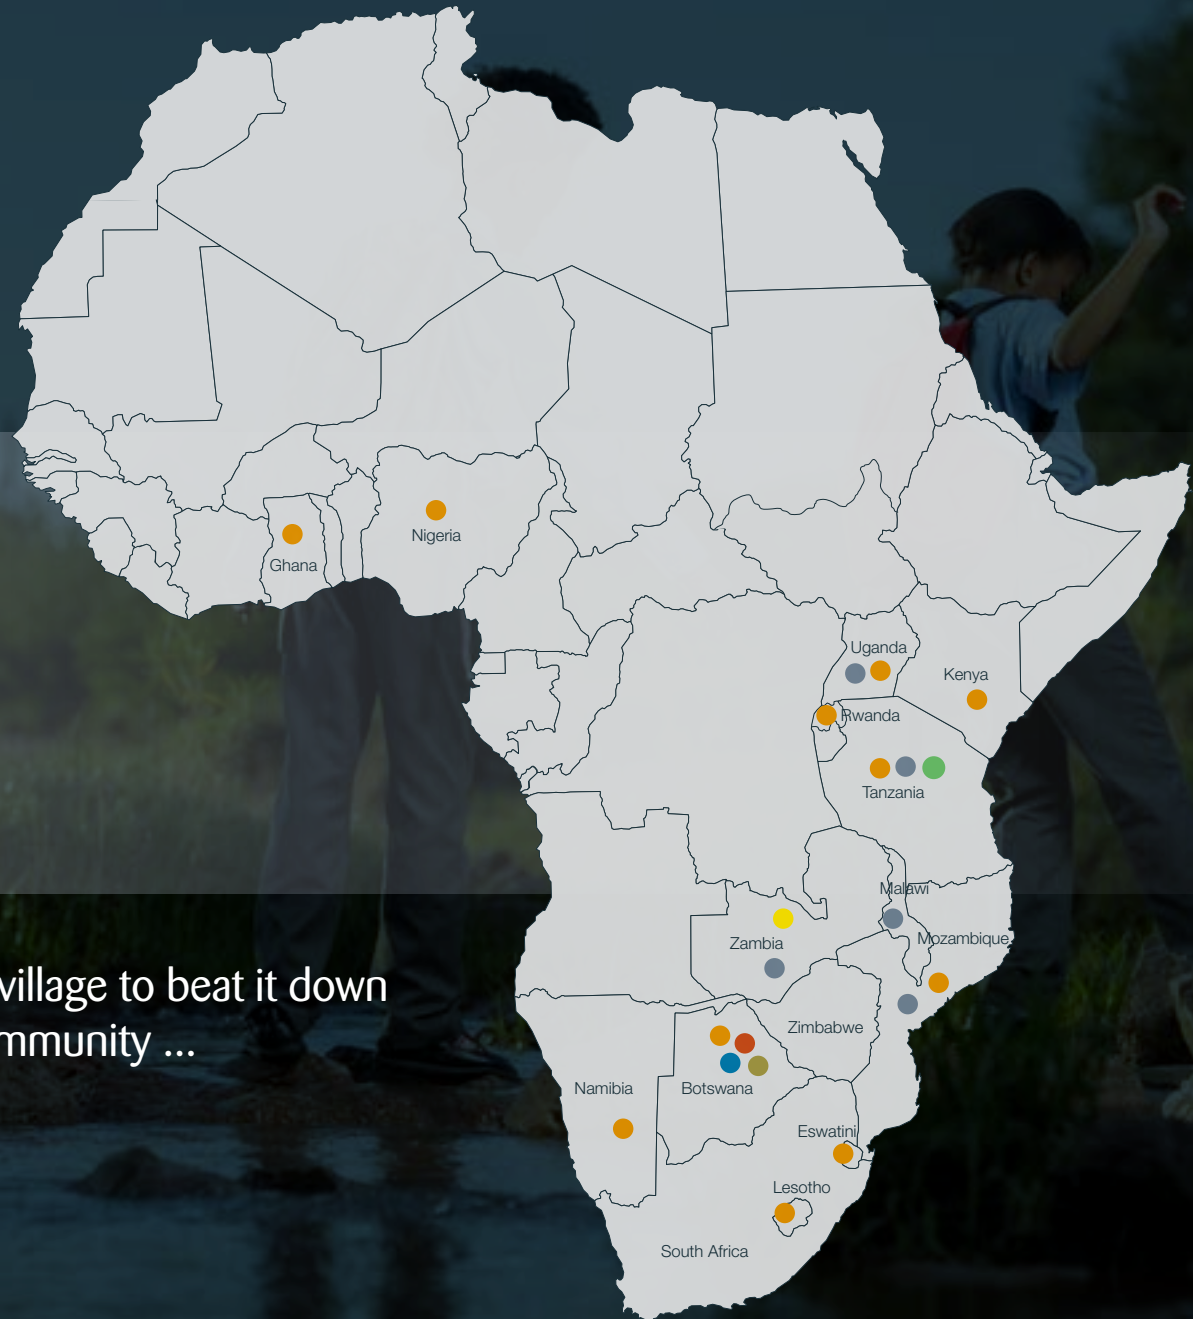 Nigeria
Ghana
Uganda
Kenya
Rwanda
Tanzania
Malawi
Mozambique
Zambia
village to beat it down
mmunity ...
Zimbabwe
Namibia
Botswana
Eswatini
Lesotho
South Africa